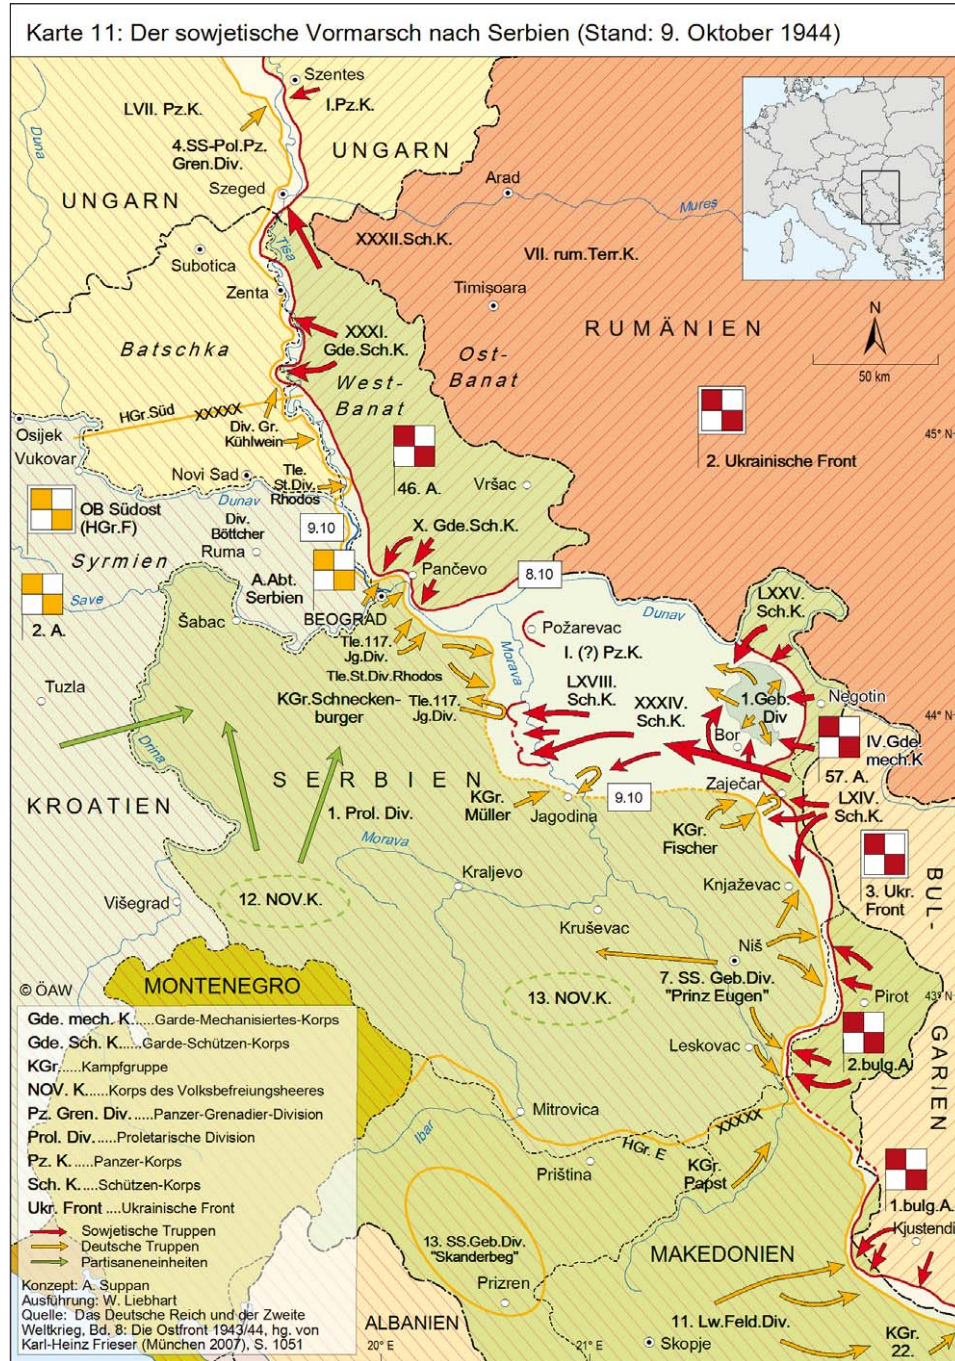 Karte 11: Der sowjetische Vormarsch nach Serbien (Stand: 9. Oktober 1944)
Szentes
I.Pz.K.
LVII. Pz.K.
4.SS-Pol.Pz.
Gren.Div.
UNGARN
Duna
Szeged
UNGARN
Arad
Mures
XXXII.Sch.K.
VII. rum.Terr.K.
Tisa
Subotica
Zenta
Timișoara
N
RUMÄNIEN
50 km
XXXI.
Gde.Sch.K.
Batschka
Ost-
Banat
West-
Banat
HGr.Süd
XXXXX
Div. Gr.
Kühlwein
Osijek
Vukovar
45° N
2. Ukrainische Front
46. A.
Novi Sad
Tle.
St.Div.
Rhodos
Vršac
OB Südost
(HGr.F)
Dunav
Div.
Böttcher
9.10
X. Gde.Sch.K.
Ruma
Syrmien
A.Abt.
Serbien
Pančevo
8.10
Dunav
LXXV.
Sch.K.
Save
2. A.
Šabac
BEOGRAD
Požarevac
Tle.117.
Jg.Div.
Morava
I. (?) Pz.K.
Tle.St.Div.Rhodos
LXVIII.
Sch.K.
Tuzla
KGr.Schnecken-
burger
Tle.117.
Jg.Div.
XXXIV.
Sch.K.
1.Geb.
Div
Negotin
44° N
Bor
IV.Gde.
mech.K
57. A.
Drina
SERBIEN
Zaječar
KROATIEN
1. Prol. Div.
KGr.
Müller
9.10
Jagodina
LXIV.
Sch.K.
KGr.
Fischer
Morava
3. Ukr.
Front
Kraljevo
Knjaževac
BUL-
GARIEN
Višegrad
12. NOV.K.
Kruševac
Niš
MONTENEGRO
13. NOV.K.
7. SS. Geb.Div.
"Prinz Eugen"
Pirot
43° N
© ÖAW
Leskovac
2.bulg.A.
Gde. mech. K.....Garde-Mechanisiertes-Korps
Gde. Sch. K....Garde-Schützen-Korps
KGr.....Kampfgruppe
NOV. K.....Korps des Volksbefreiungsheeres
Pz. Gren. Div. .....Panzer-Grenadier-Division
Prol. Div......Proletarische Division
Pz. K.....Panzer-Korps
Sch. K....Schützen-Korps
Ukr. Front ....Ukrainische Front
Sowjetische Truppen
Deutsche Truppen
Partisaneneinheiten
Konzept: A. Suppan
Ausführung: W. Liebhart
Quelle: Das Deutsche Reich und der Zweite
Weltkrieg, Bd. 8: Die Ostfront 1943/44, hg. von
Karl-Heinz Frieser (München 2007), S. 1051
Mitrovica
Ibar
HGr. E
XXXXX
Priština
KGr.
Papst
1.bulg.A.
Kjustendil
13. SS.Geb.Div.
"Skanderbeg"
MAKEDONIEN
Prizren
ALBANIEN
11. Lw.Feld.Div.
Skopje
KGr.
22.
20° E
21° E